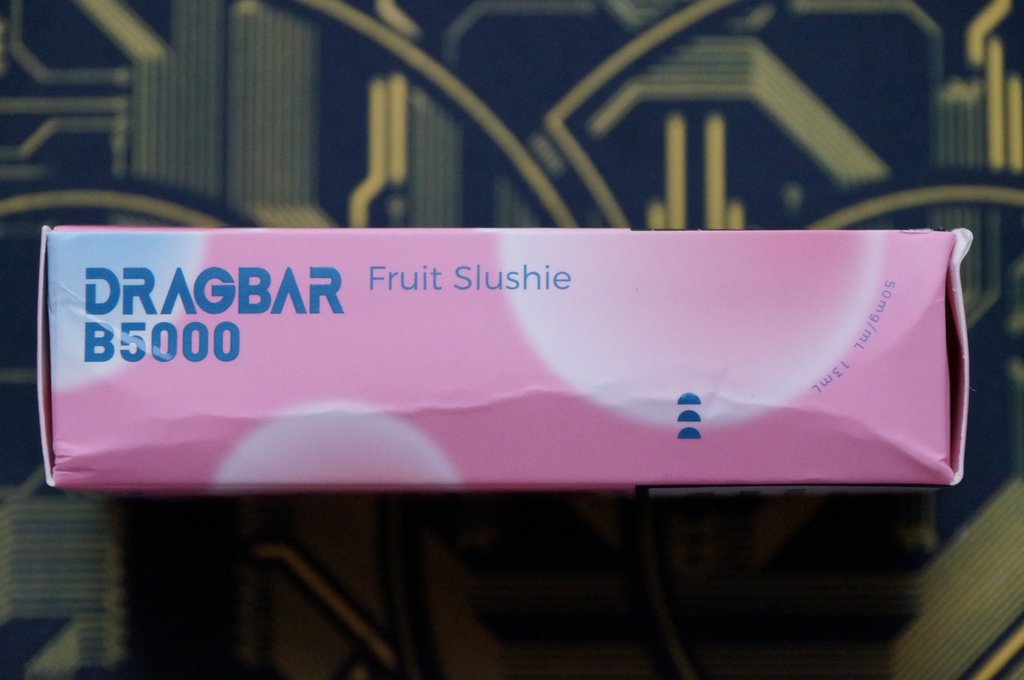 DRAGBAR
B5000
Fruit Slushie
50mg/mL 13mL